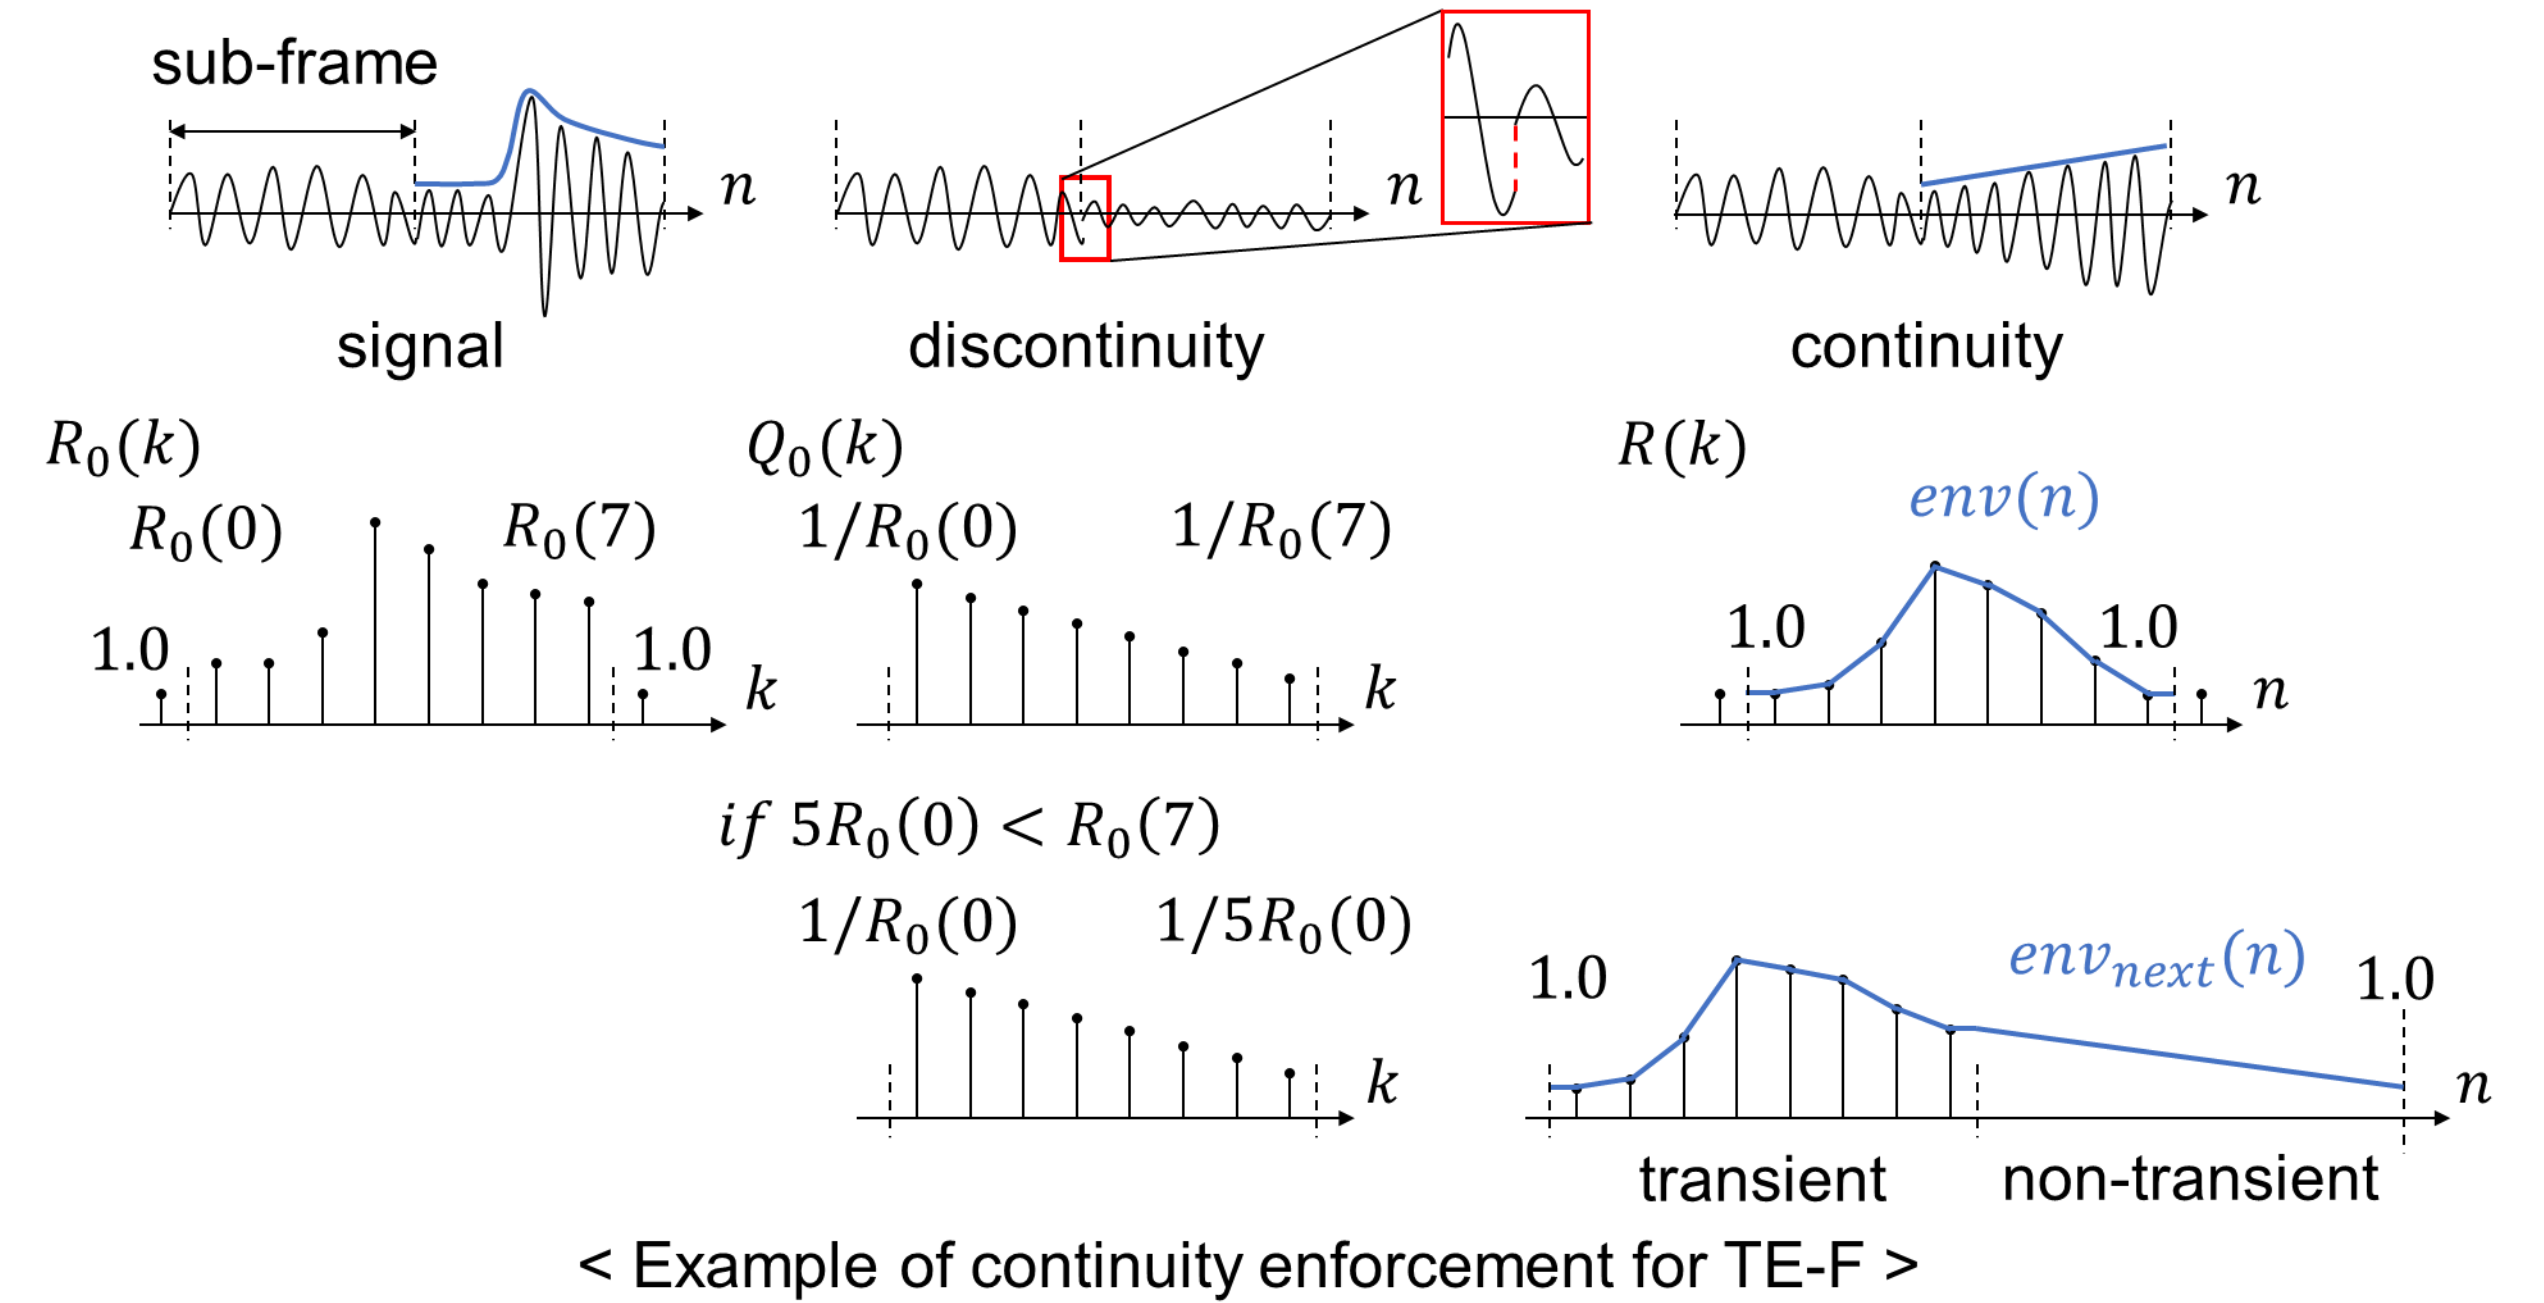 sub-frame
n
n
n
signal
discontinuity
continuity
R₀(k)
Q₀(k)
R(k)
env(n)
R₀(0)
R₀(7)
1/R₀(0)
1/R₀(7)
1.0
1.0
k
k
1.0
1.0
n
if 5R₀(0) < R₀(7)
1/R₀(0)
1/5R₀(0)
k
1.0
envₙₑₓₜ(n)
1.0
n
transient
non-transient
< Example of continuity enforcement for TE-F >